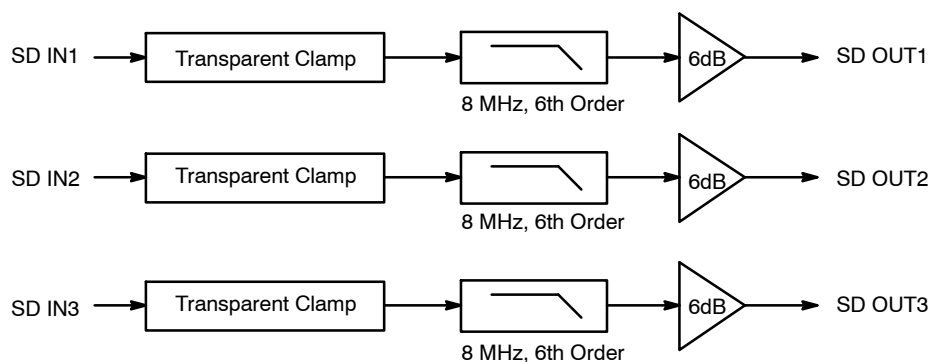 SD IN1 Transparent Clamp 6dB SD OUT1
8 MHz, 6th Order
SD IN2 Transparent Clamp 6dB SD OUT2
8 MHz, 6th Order
SD IN3 Transparent Clamp 6dB SD OUT3
8 MHz, 6th Order